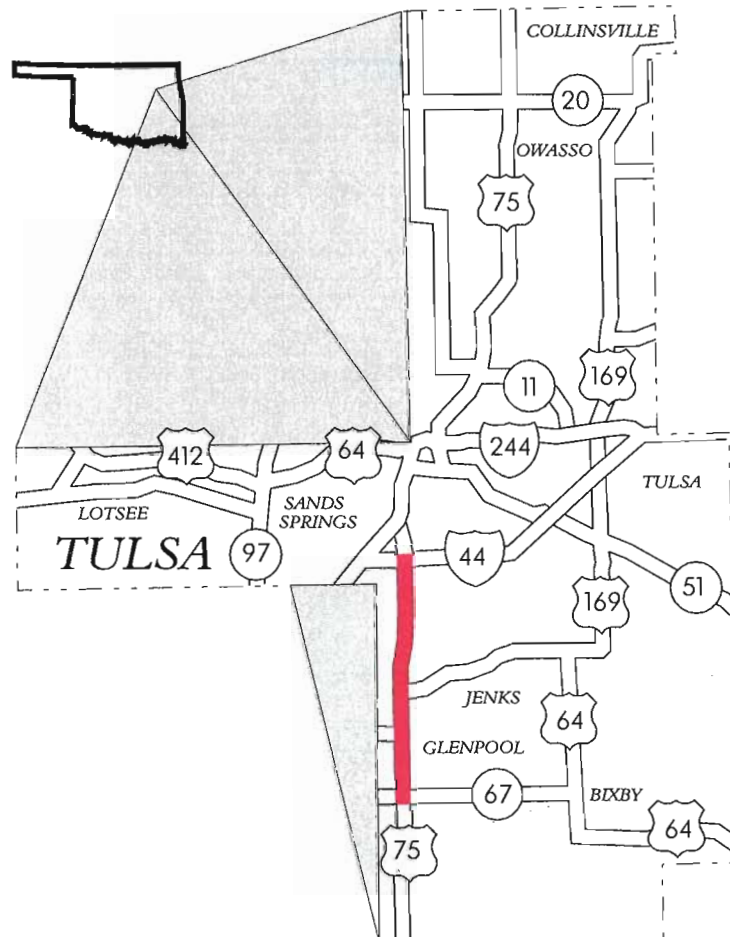 COLLINSVILLE
20
OWASSO
75
169
11
412
64
244
TULSA
LOTSEE
SANDS
SPRINGS
TULSA
97
44
51
169
JENKS
64
GLENPOOL
67
BIXBY
64
75